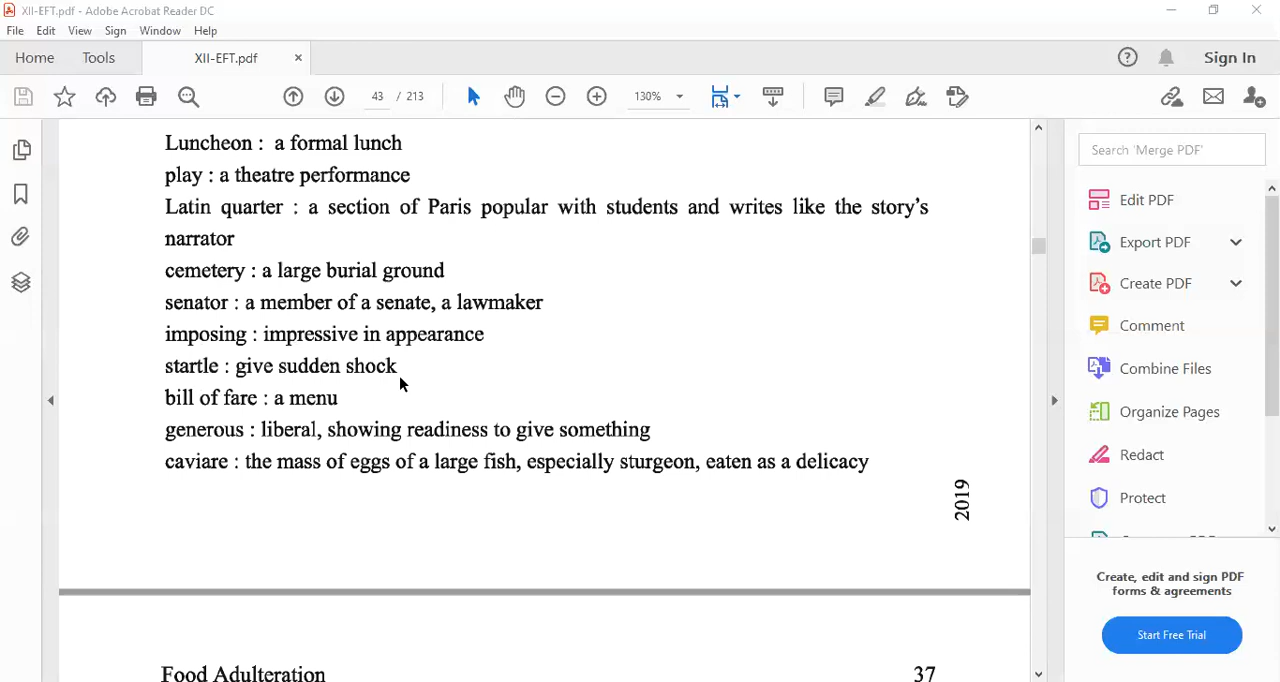 XII-EFT.pdf - Adobe Acrobat Reader DC
File Edit View Sign Window Help
Home Tools XII-EFT.pdf × Sign In
43 / 213 130%
Luncheon : a formal lunch
play : a theatre performance
Latin quarter : a section of Paris popular with students and writes like the story's
narrator
cemetery : a large burial ground
senator : a member of a senate, a lawmaker
imposing : impressive in appearance
startle : give sudden shock
bill of fare : a menu
generous : liberal, showing readiness to give something
caviare : the mass of eggs of a large fish, especially sturgeon, eaten as a delicacy
2019
Food Adulteration 37
Search 'Merge PDF'
Edit PDF
Export PDF
Create PDF
Comment
Combine Files
Organize Pages
Redact
Protect
Create, edit and sign PDF
forms & agreements
Start Free Trial